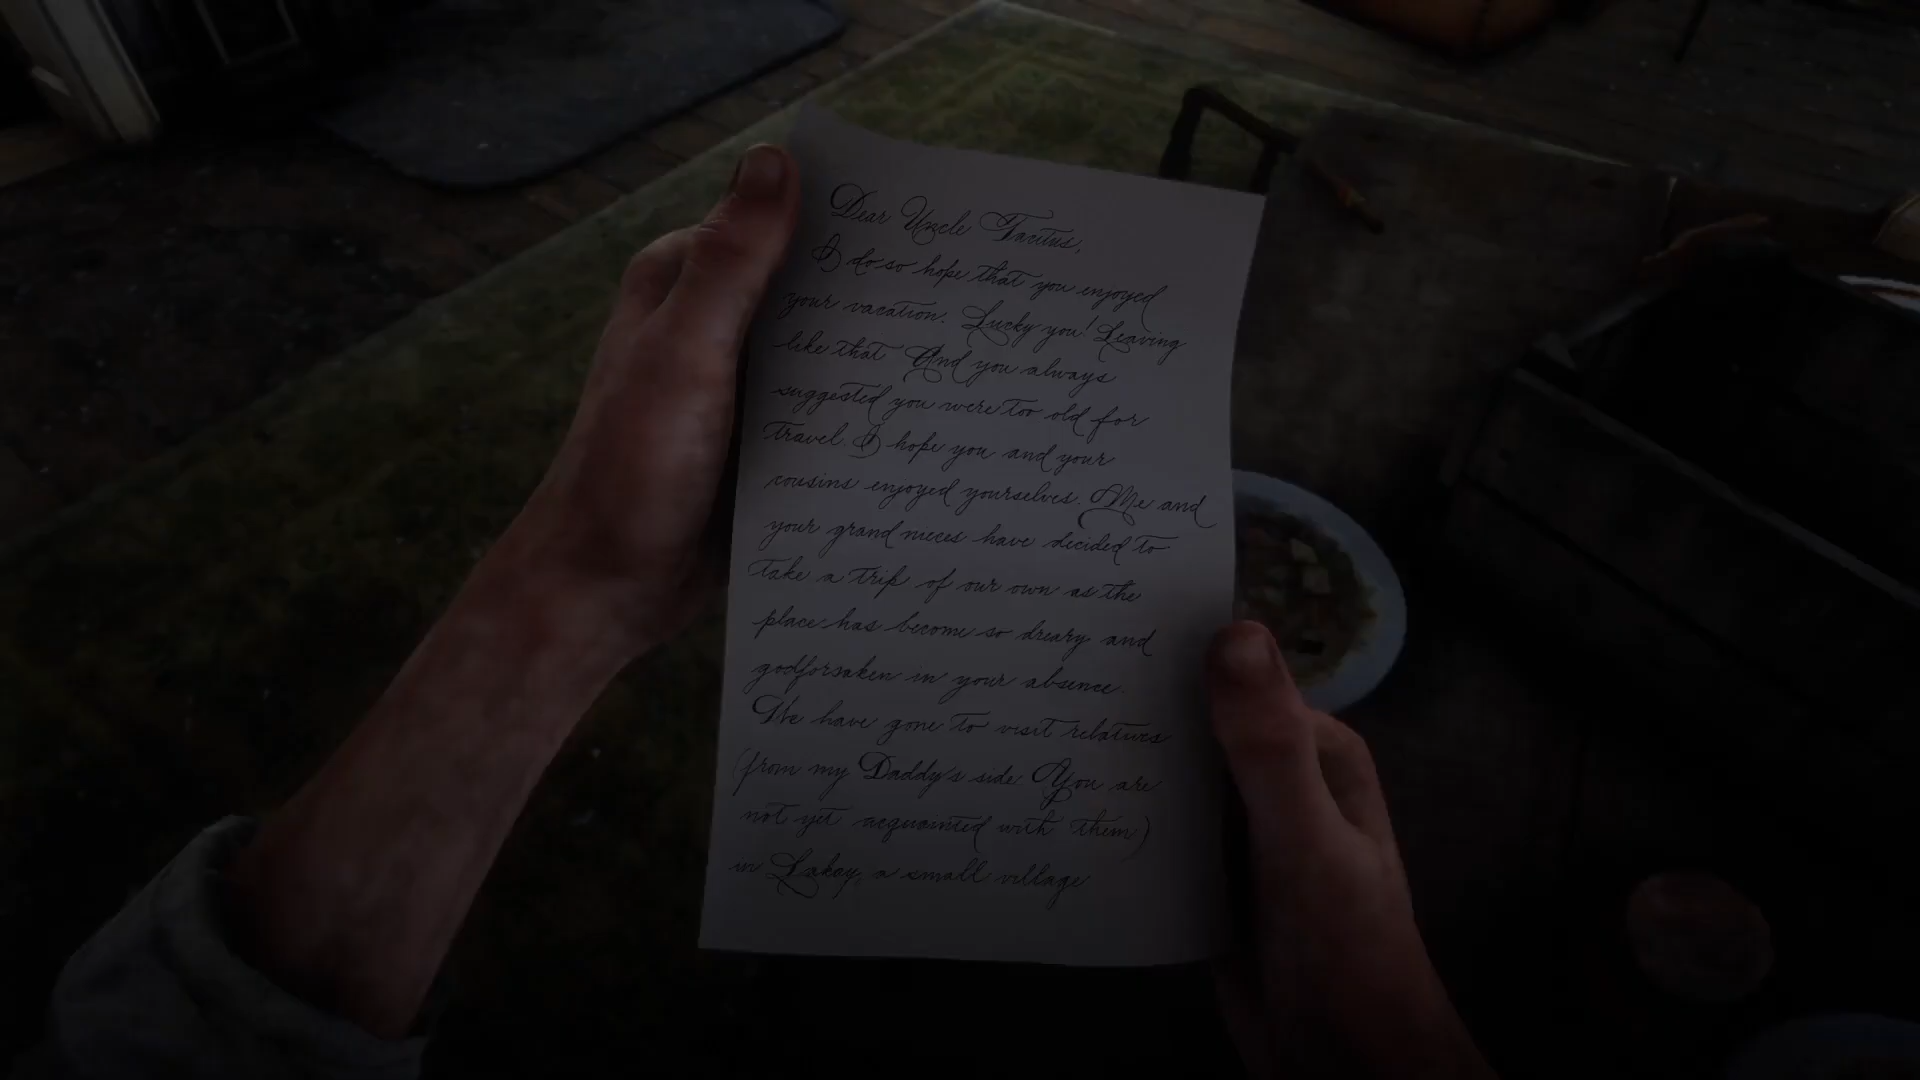 Dear Uncle Tacitus,
I do so hope that you enjoyed
your vacation. Lucky you! Leaving
like that. And you always
suggested you were too old for
travel. I hope you and your
cousins enjoyed yourselves. Me and
your grand nieces have decided to
take a trip of our own as the
place has become so dreary and
godforsaken in your absence.
We have gone to visit relatives
(from my Daddy's side. You are
not yet acquainted with them)
in Lakay, a small village